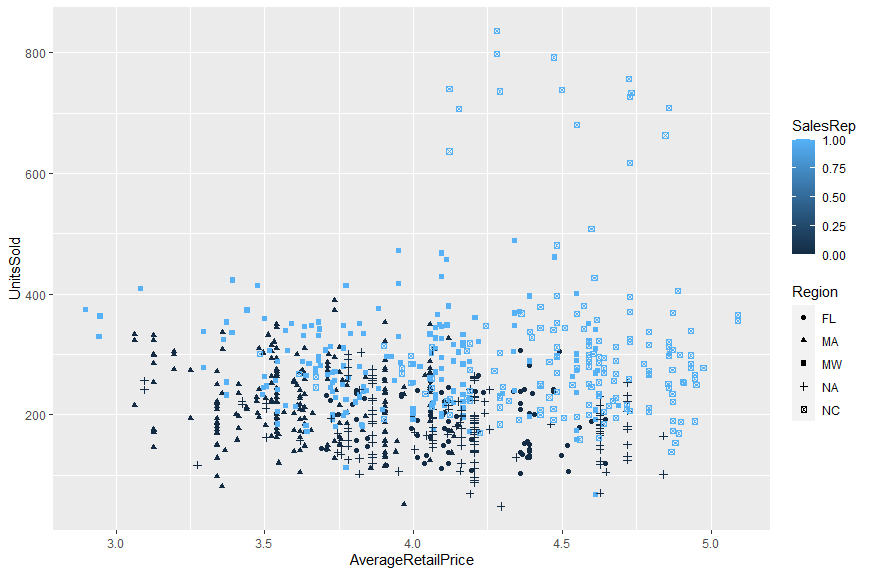 800
600
400
200
UnitsSold
3.0
3.5
4.0
4.5
5.0
AverageRetailPrice
SalesRep
1.00
0.75
0.50
0.25
0.00
Region
FL
MA
MW
NA
NC